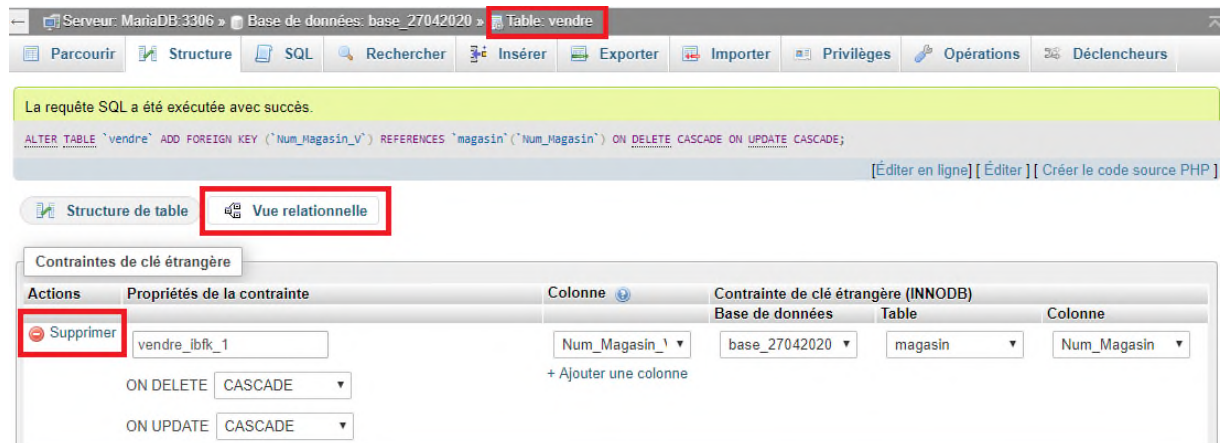 Serveur: MariaDB:3306 » Base de données: base_27042020 » Table: vendre
Parcourir Structure SQL Rechercher Insérer Exporter Importer Privilèges Opérations Déclencheurs
La requête SQL a été exécutée avec succès.
ALTER TABLE `vendre` ADD FOREIGN KEY (`Num_Magasin_V`) REFERENCES `magasin`(`Num_Magasin`) ON DELETE CASCADE ON UPDATE CASCADE;
[Éditer en ligne] [ Éditer ] [ Créer le code source PHP ]
Structure de table Vue relationnelle
Contraintes de clé étrangère
Actions Propriétés de la contrainte Colonne Contrainte de clé étrangère (INNODB)
Base de données Table Colonne
Supprimer vendre_ibfk_1 Num_Magasin_\ base_27042020 magasin Num_Magasin
ON DELETE CASCADE + Ajouter une colonne
ON UPDATE CASCADE